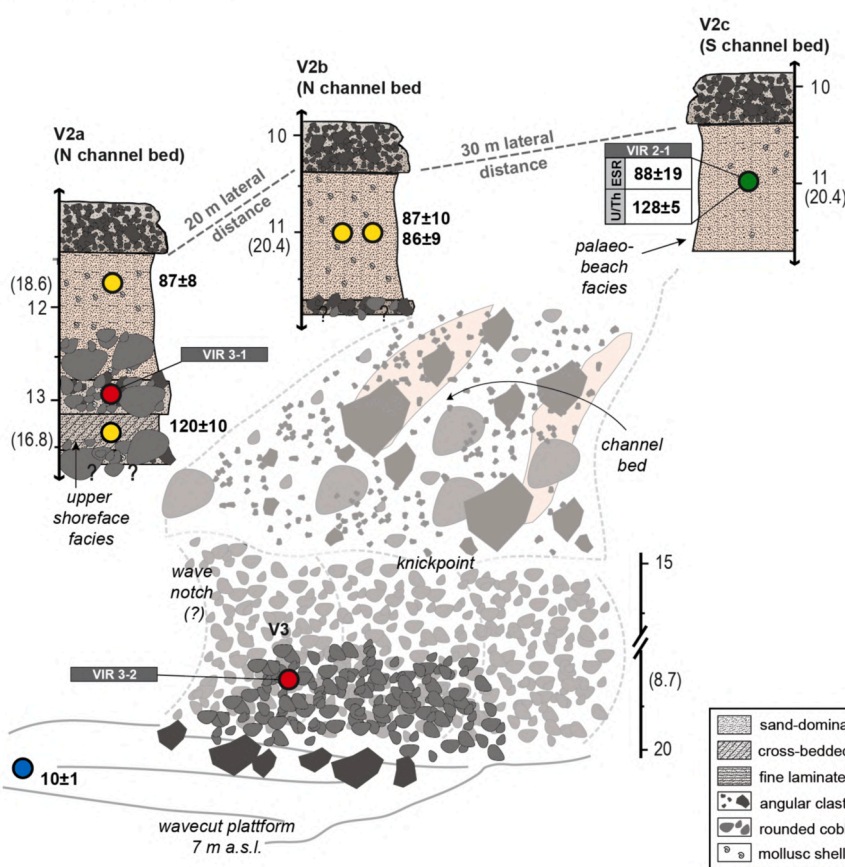 V2c
(S channel bed)
V2b
(N channel bed
V2a
(N channel bed)
10
10
30 m lateral
distance
20 m lateral
distance
VIR 2-1
ESR
88±19
U/Th
128±5
11
(20.4)
11
(20.4)
87±10
86±9
palaeo-
beach
facies
(18.6)
12
87±8
?
?
VIR 3-1
13
120±10
(16.8)
?
?
upper
shoreface
facies
channel
bed
knickpoint
15
wave
notch
(?)
V3
VIR 3-2
(8.7)
20
10±1
wavecut plattform
7 m a.s.l.
sand-domina
cross-bedded
fine laminate
angular clast
rounded cob
mollusc shell